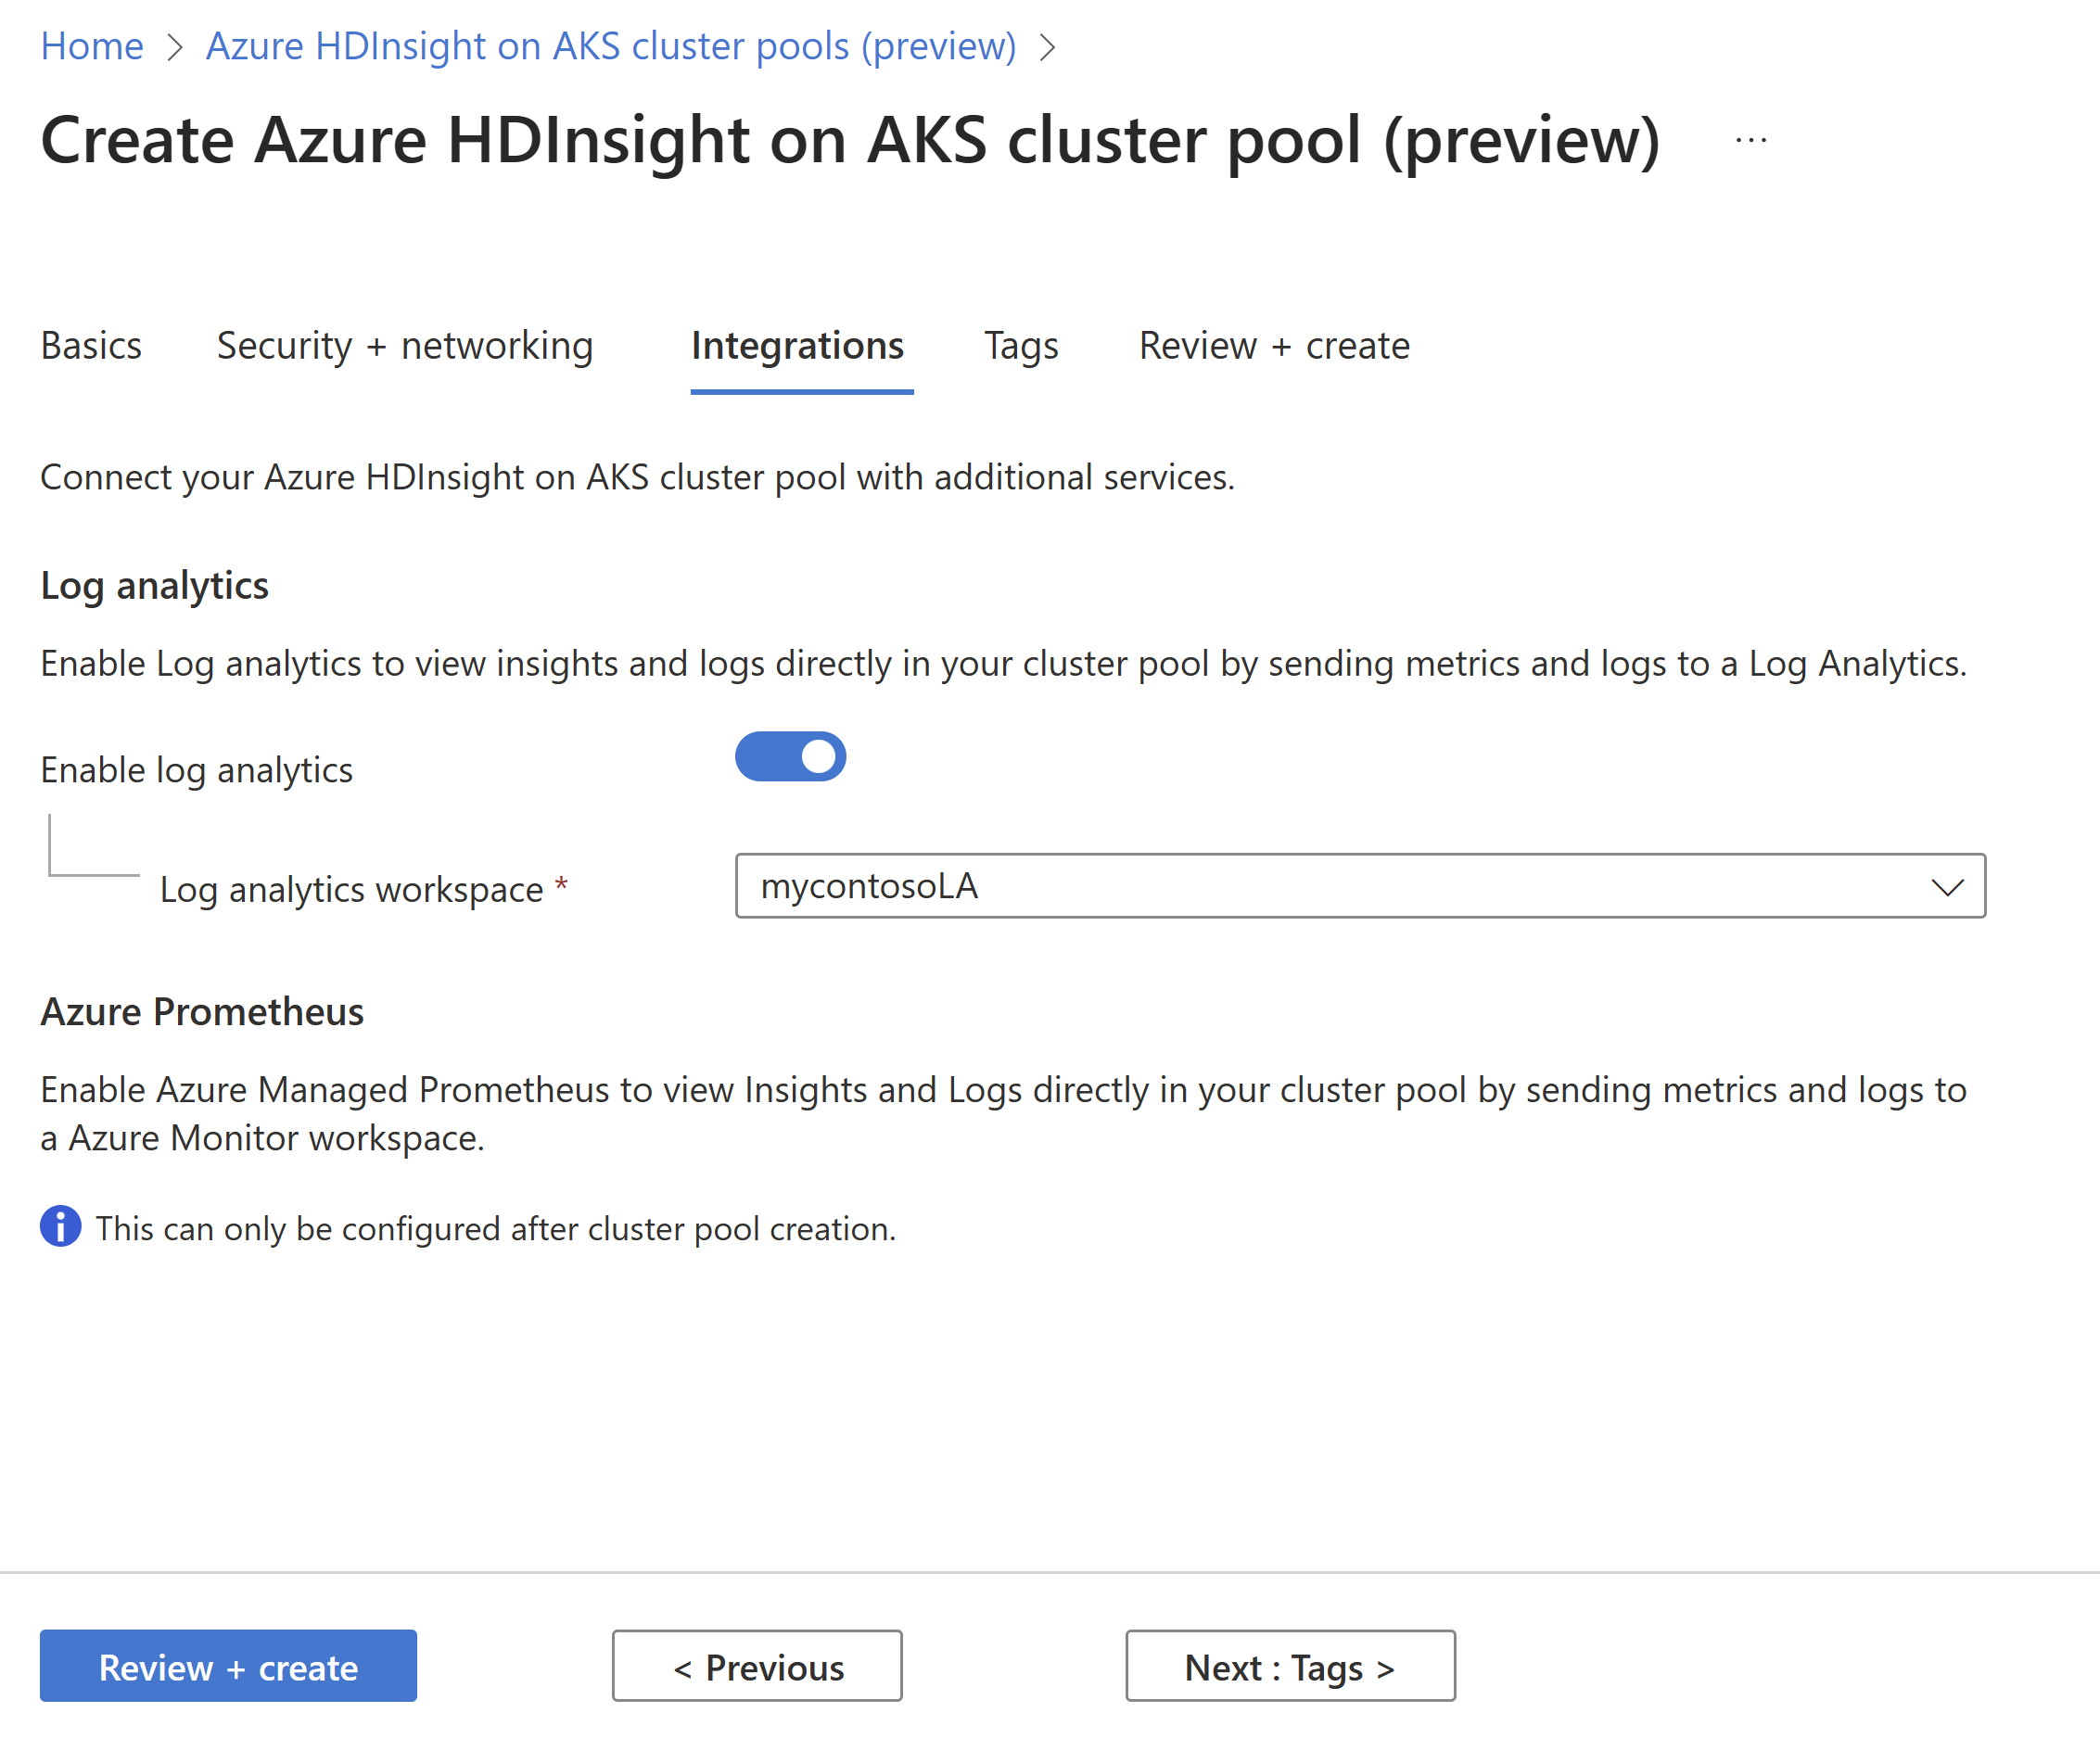 Home > Azure HDInsight on AKS cluster pools (preview) >
Create Azure HDInsight on AKS cluster pool (preview) ...
Basics Security + networking Integrations Tags Review + create
Connect your Azure HDInsight on AKS cluster pool with additional services.
Log analytics
Enable Log analytics to view insights and logs directly in your cluster pool by sending metrics and logs to a Log Analytics.
Enable log analytics
Log analytics workspace * mycontosoLA
Azure Prometheus
Enable Azure Managed Prometheus to view Insights and Logs directly in your cluster pool by sending metrics and logs to
a Azure Monitor workspace.
This can only be configured after cluster pool creation.
Review + create < Previous Next : Tags >